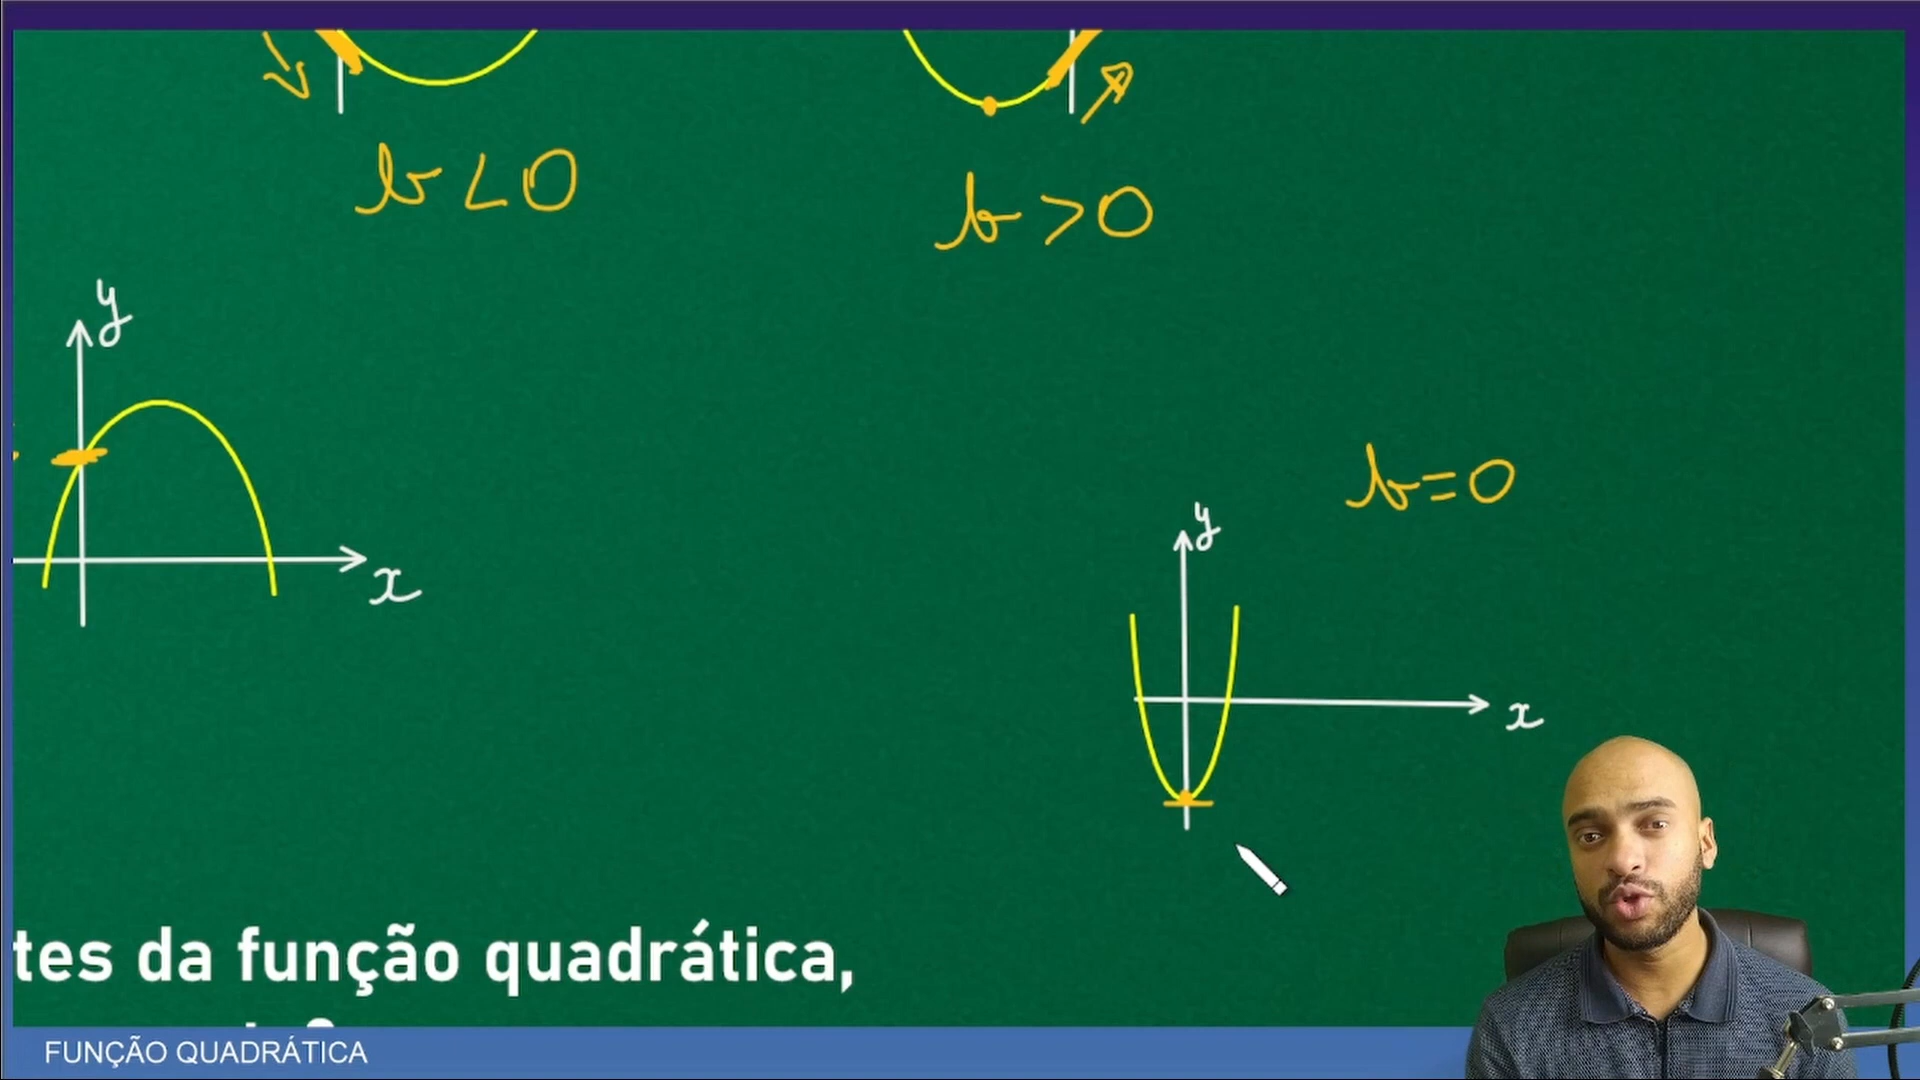 b < 0
b > 0
y
x
b = 0
y
x
tes da função quadrática,
FUNÇÃO QUADRÁTICA